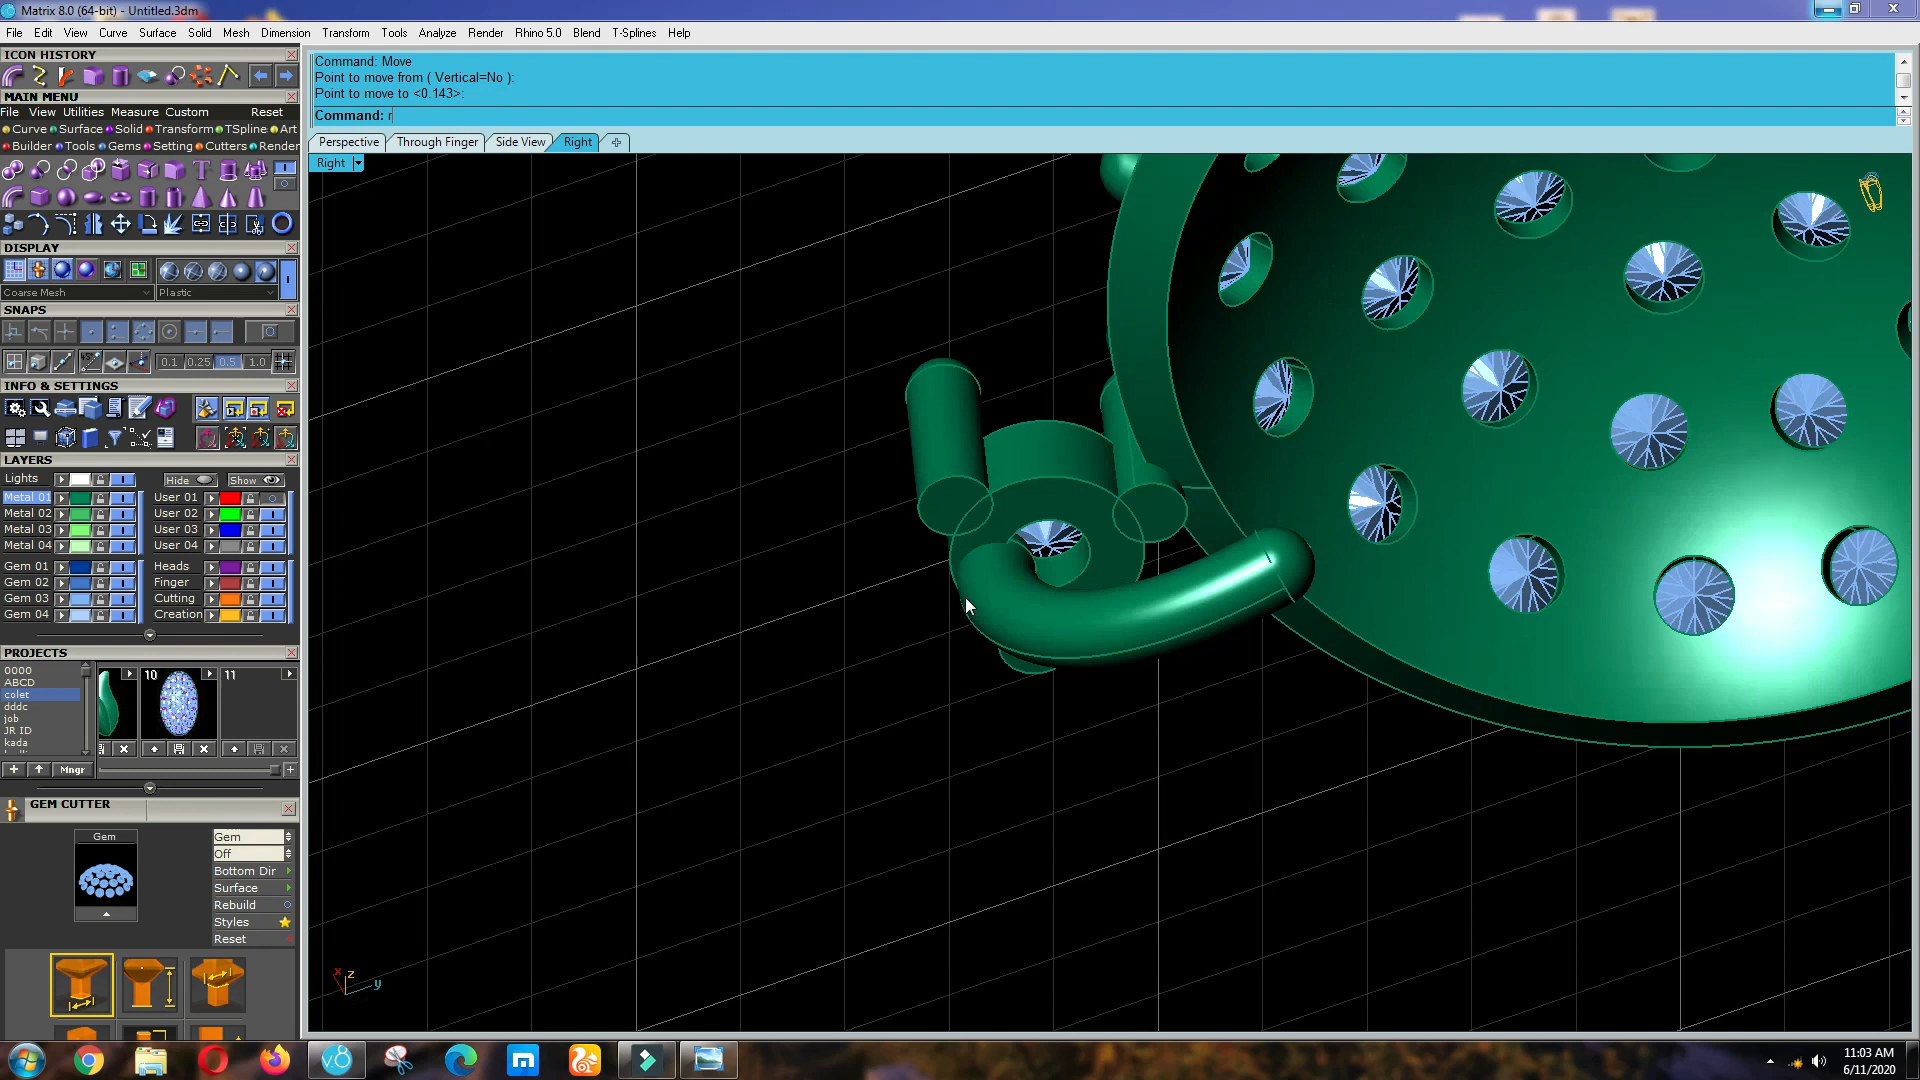 Matrix 8.0 (64-bit) - Untitled.3dm
File Edit View Curve Surface Solid Mesh Dimension Transform Tools Analyze Render Rhino 5.0 Blend T-Splines Help
ICON HISTORY
MAIN MENU
File View Utilities Measure Custom Reset
Curve Surface Solid Transform TSpline Art
Builder Tools Gems Setting Cutters Render
DISPLAY
Coarse Mesh Plastic
SNAPS
0.1 0.25 0.5 1.0
INFO & SETTINGS
LAYERS
Lights Hide Show
Metal 01 User 01
Metal 02 User 02
Metal 03 User 03
Metal 04 User 04
Gem 01 Heads
Gem 02 Finger
Gem 03 Cutting
Gem 04 Creation
PROJECTS
0000
ABCD
colet
dddc
job
JR ID
kada
10
11
Mngr
GEM CUTTER
Gem
Gem
Off
Bottom Dir
Surface
Rebuild
Styles
Reset
Command: Move
Point to move from ( Vertical=No ):
Point to move to <0.143>:
Command: r
Perspective Through Finger Side View Right
Right
x z y
11:03 AM
6/11/2020